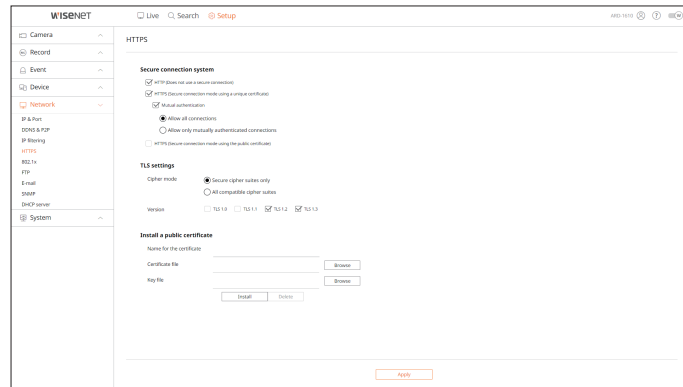 WISENET
Live Search Setup
ARD-1610
Camera
Record
Event
Device
Network
IP & Port
DDNS & P2P
IP filtering
HTTPS
802.1x
FTP
E-mail
SNMP
DHCP server
System
HTTPS
Secure connection system
HTTP (Does not use a secure connection)
HTTPS (Secure connection mode using a unique certificate)
Mutual authentication
Allow all connections
Allow only mutually authenticated connections
HTTPS (Secure connection mode using the public certificate)
TLS settings
Cipher mode Secure cipher suites only
All compatible cipher suites
Version TLS 1.0 TLS 1.1 TLS 1.2 TLS 1.3
Install a public certificate
Name for the certificate
Certificate file Browse
Key file Browse
Install Delete
Apply